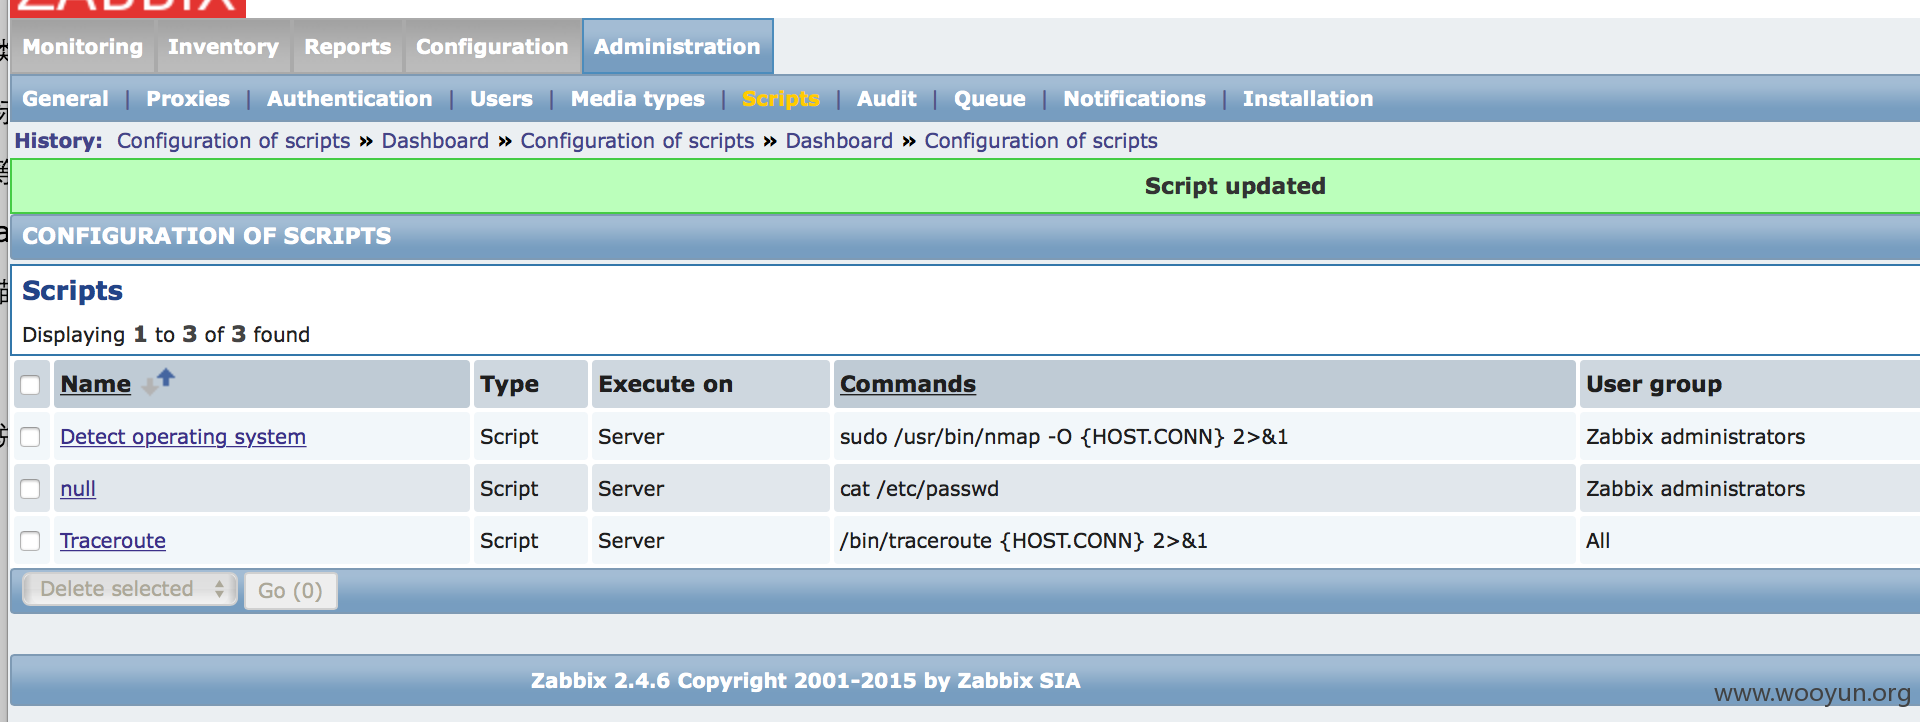 ZABBIX
Monitoring Inventory Reports Configuration Administration
General | Proxies | Authentication | Users | Media types | Scripts | Audit | Queue | Notifications | Installation
History: Configuration of scripts » Dashboard » Configuration of scripts » Dashboard » Configuration of scripts
Script updated
CONFIGURATION OF SCRIPTS
Scripts
Displaying 1 to 3 of 3 found
Name Type Execute on Commands User group
Detect operating system Script Server sudo /usr/bin/nmap -O {HOST.CONN} 2>&1 Zabbix administrators
null Script Server cat /etc/passwd Zabbix administrators
Traceroute Script Server /bin/traceroute {HOST.CONN} 2>&1 All
Delete selected Go (0)
Zabbix 2.4.6 Copyright 2001-2015 by Zabbix SIA
www.wooyun.org